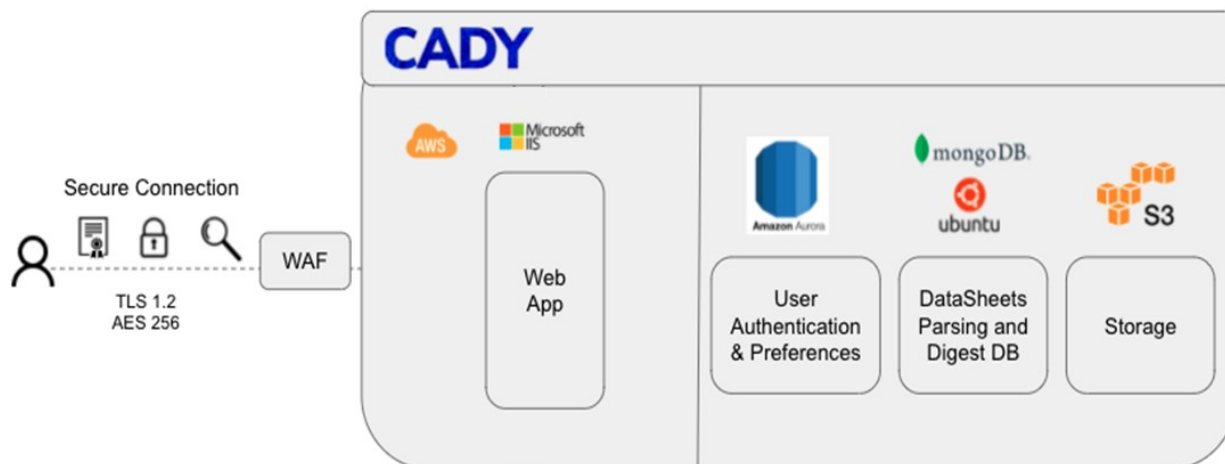 CADY
AWS
Microsoft
IIS
Secure Connection
WAF
TLS 1.2
AES 256
Web
App
Amazon Aurora
mongoDB.
ubuntu
S3
User
Authentication
& Preferences
DataSheets
Parsing and
Digest DB
Storage